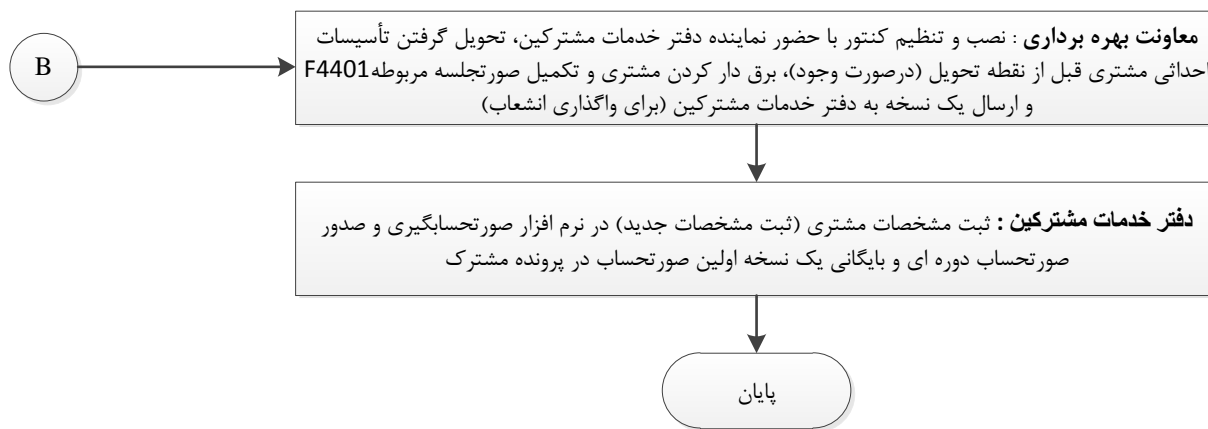 B
معاونت بهره برداری : نصب و تنظیم کنتور با حضور نماینده دفتر خدمات مشترکین، تحویل گرفتن تأسیسات
احداثی مشتری قبل از نقطه تحویل (درصورت وجود)، برق دار کردن مشتری و تکمیل صورتجلسه مربوطهF4401
و ارسال یک نسخه به دفتر خدمات مشترکین (برای واگذاری انشعاب)
دفتر خدمات مشترکین : ثبت مشخصات مشتری (ثبت مشخصات جدید) در نرم افزار صورتحسابگیری و صدور
صورتحساب دوره ای و بایگانی یک نسخه اولین صورتحساب در پرونده مشترک
پایان